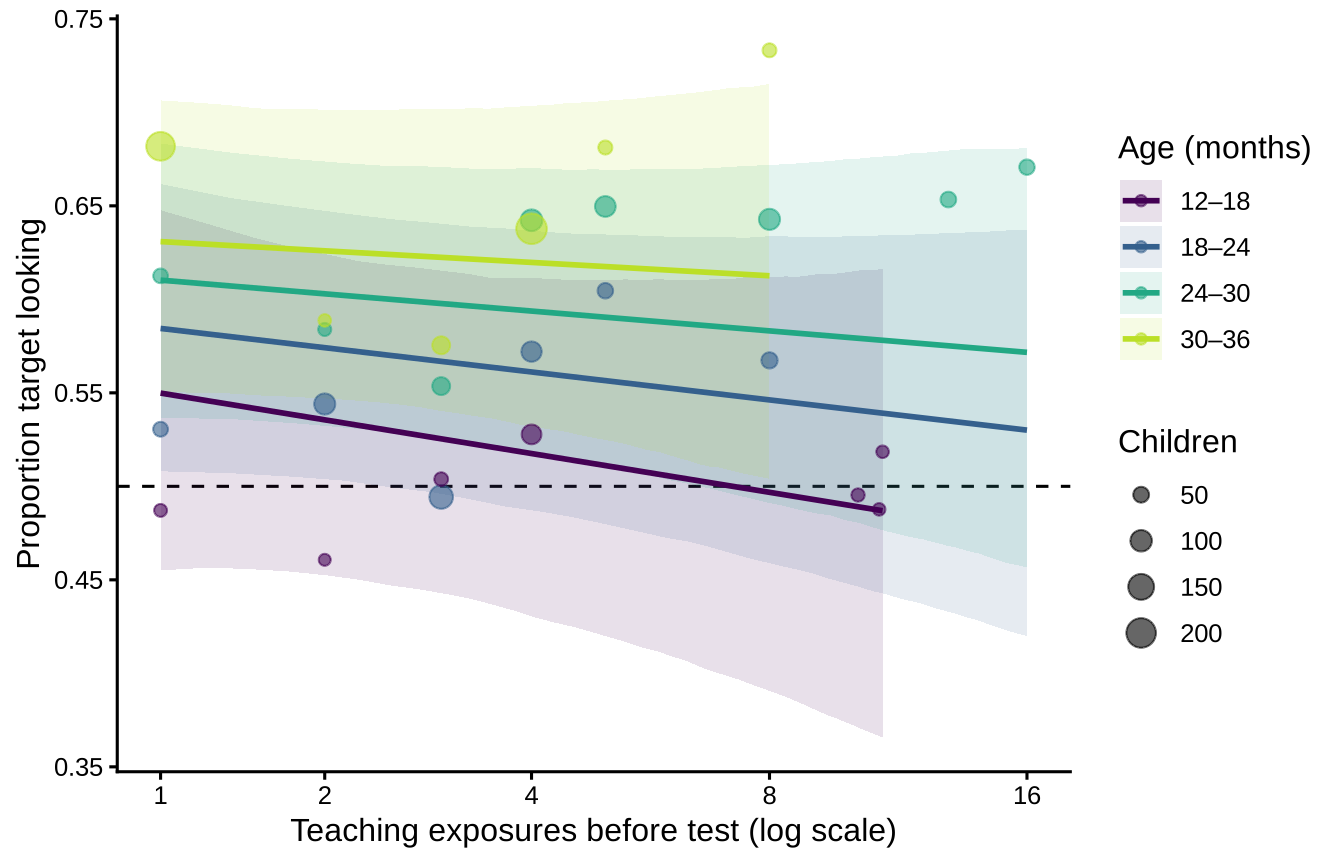 0.75
0.65
0.55
0.45
0.35
Proportion target looking
1 2 4 8 16
Teaching exposures before test (log scale)
Age (months)
12–18
18–24
24–30
30–36
Children
50
100
150
200